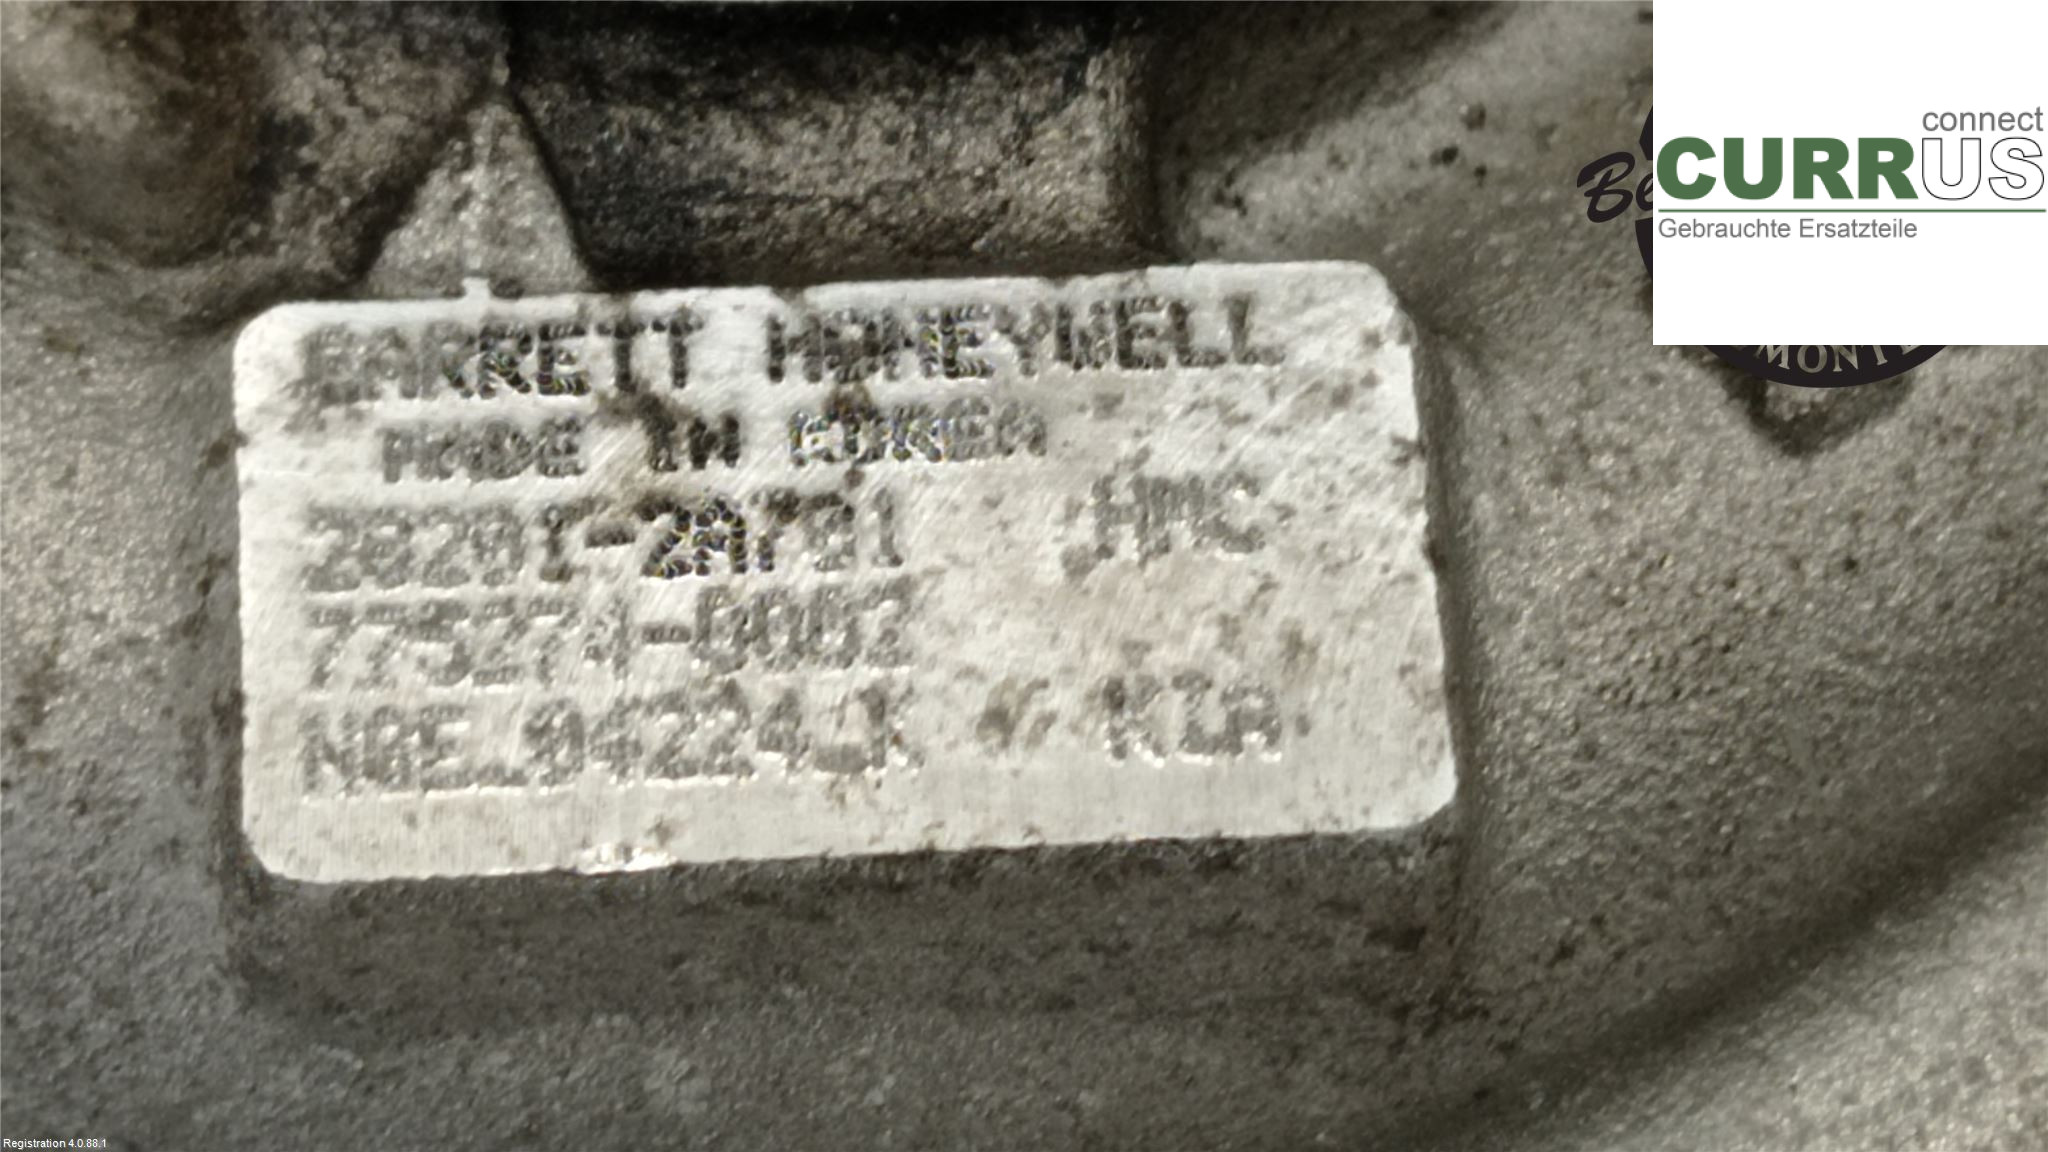 GARRETT HONEYWELL
MADE IN KOREA
28201-2A701 HMC
775274-0002
KIA
connect
CURRUS
Gebrauchte Ersatzteile
Registration 4.0.88.1